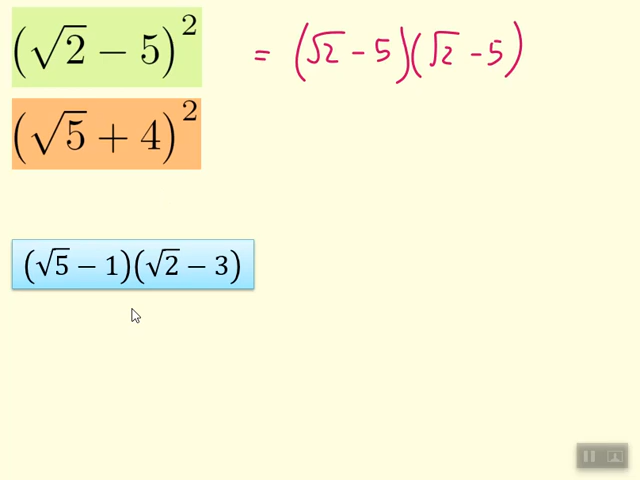 (√2 − 5)² = (√2 − 5)(√2 − 5)
(√5 + 4)²
(√5 − 1)(√2 − 3)